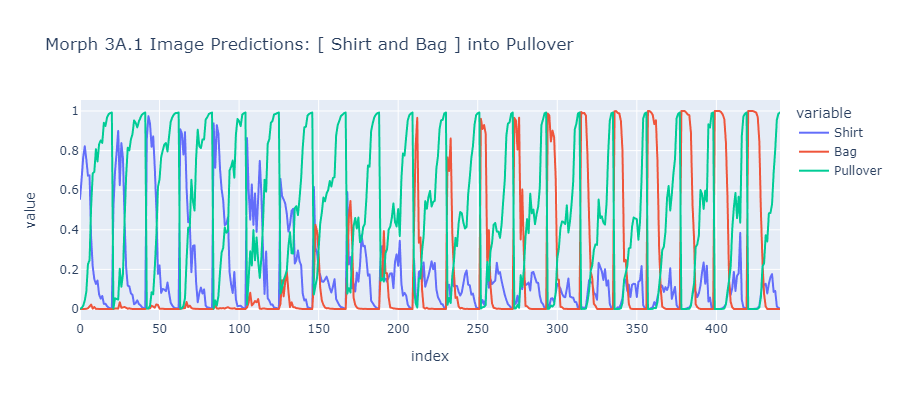 Morph 3A.1 Image Predictions: [ Shirt and Bag ] into Pullover
variable
Shirt
Bag
Pullover
value
1
0.8
0.6
0.4
0.2
0
0 50 100 150 200 250 300 350 400
index